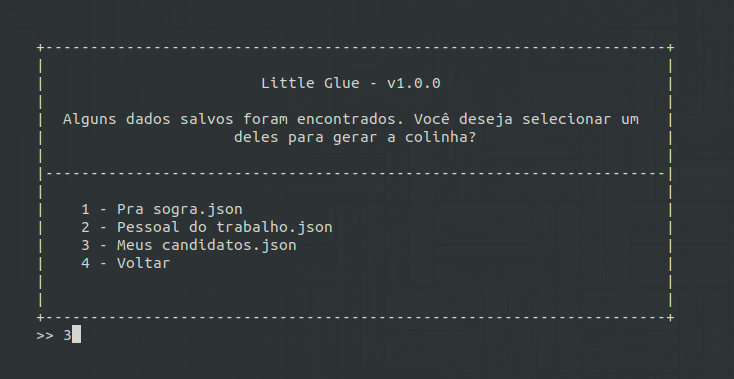 Little Glue - v1.0.0
Alguns dados salvos foram encontrados. Você deseja selecionar um
deles para gerar a colinha?
1 - Pra sogra.json
2 - Pessoal do trabalho.json
3 - Meus candidatos.json
4 - Voltar
>> 3